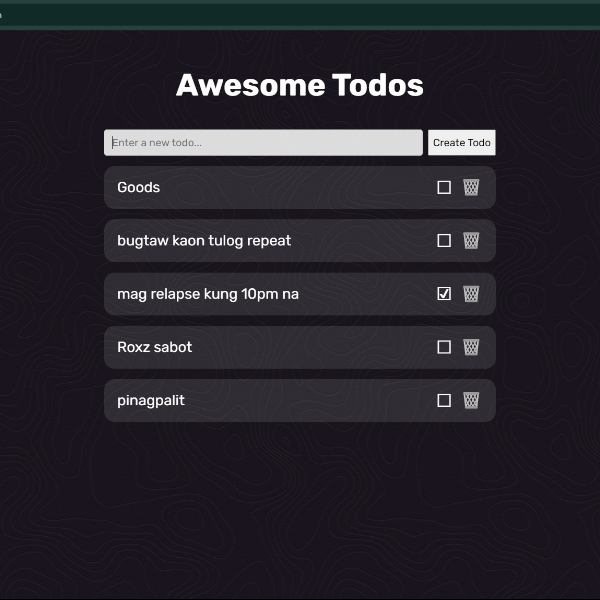 Awesome Todos
Enter a new todo...
Create Todo
Goods
bugtaw kaon tulog repeat
mag relapse kung 10pm na
Roxz sabot
pinagpalit